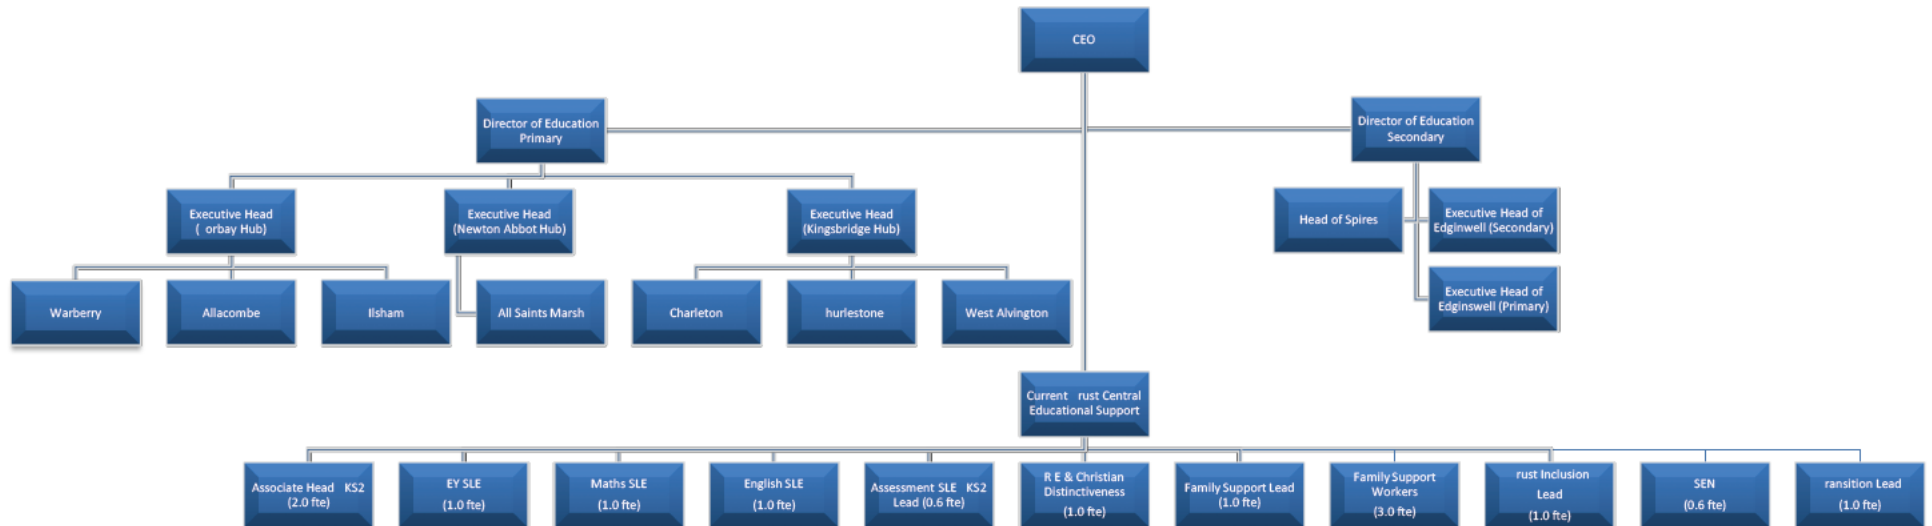 CEO
Director of Education
Primary
Director of Education
Secondary
Executive Head
( orbay Hub)
Executive Head
(Newton Abbot Hub)
Executive Head
(Kingsbridge Hub)
Head of Spires
Executive Head of
Edginwell (Secondary)
Warberry
Allacombe
Ilsham
All Saints Marsh
Charleton
hurlestone
West Alvington
Executive Head of
Edginswell (Primary)
Current rust Central
Educational Support
Associate Head KS2
(2.0 fte)
EY SLE
(1.0 fte)
Maths SLE
(1.0 fte)
English SLE
(1.0 fte)
Assessment SLE KS2
Lead (0.6 fte)
R E & Christian
Distinctiveness
(1.0 fte)
Family Support Lead
(1.0 fte)
Family Support
Workers
(3.0 fte)
rust Inclusion
Lead
(1.0 fte)
SEN
(0.6 fte)
ransition Lead
(1.0 fte)